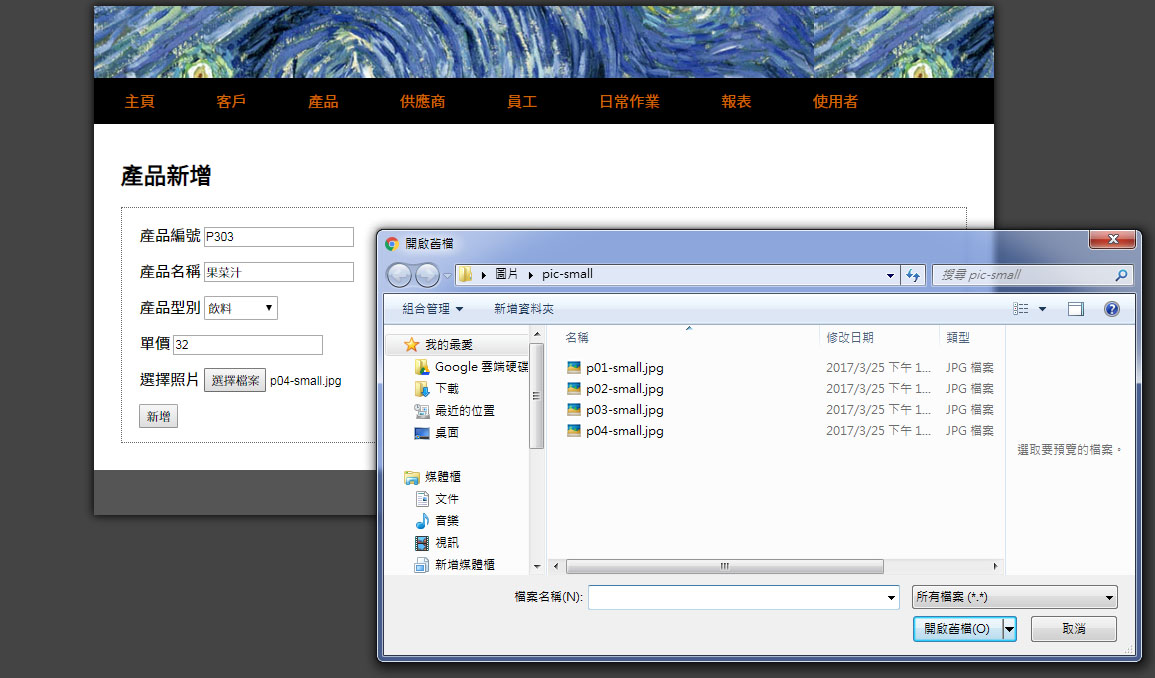 主頁 客戶 產品 供應商 員工 日常作業 報表 使用者
產品新增
產品編號 P303
產品名稱 果菜汁
產品型別 飲料
單價 32
選擇照片 選擇檔案 p04-small.jpg
新增
開啟舊檔
圖片 pic-small
搜尋 pic-small
組合管理 新增資料夾
我的最愛
Google 雲端硬碟
下載
最近的位置
桌面
媒體櫃
文件
音樂
視訊
新增媒體櫃
名稱 修改日期 類型
p01-small.jpg 2017/3/25 下午 1... JPG 檔案
p02-small.jpg 2017/3/25 下午 1... JPG 檔案
p03-small.jpg 2017/3/25 下午 1... JPG 檔案
p04-small.jpg 2017/3/25 下午 1... JPG 檔案
選取要預覽的檔案。
檔案名稱(N): 所有檔案 (*.*)
開啟舊檔(O) 取消